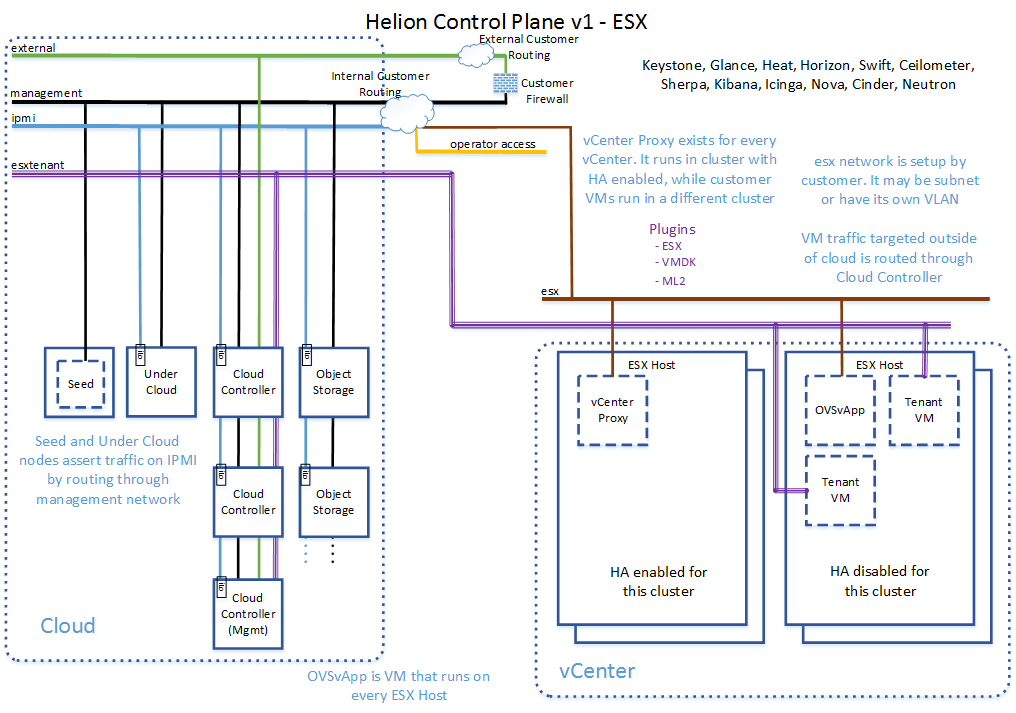 Helion Control Plane v1 - ESX
external
External Customer
Routing
Keystone, Glance, Heat, Horizon, Swift, Ceilometer,
Sherpa, Kibana, Icinga, Nova, Cinder, Neutron
Internal Customer
Routing
Customer
Firewall
management
ipmi
operator access
esxtenant
vCenter Proxy exists for every
vCenter. It runs in cluster with
HA enabled, while customer
VMs run in a different cluster
esx network is setup by
customer. It may be subnet
or have its own VLAN
Plugins
- ESX
- VMDK
- ML2
VM traffic targeted outside
of cloud is routed through
Cloud Controller
esx
Seed
ilo
Under
Cloud
ilo
Cloud
Controller
ilo
Object
Storage
ESX Host
vCenter
Proxy
ESX Host
OVSvApp
Tenant
VM
Tenant
VM
Seed and Under Cloud
nodes assert traffic on IPMI
by routing through
management network
ilo
Cloud
Controller
ilo
Object
Storage
ilo
Cloud
Controller
(Mgmt)
HA enabled for
this cluster
HA disabled for
this cluster
Cloud
vCenter
OVSvApp is VM that runs on
every ESX Host